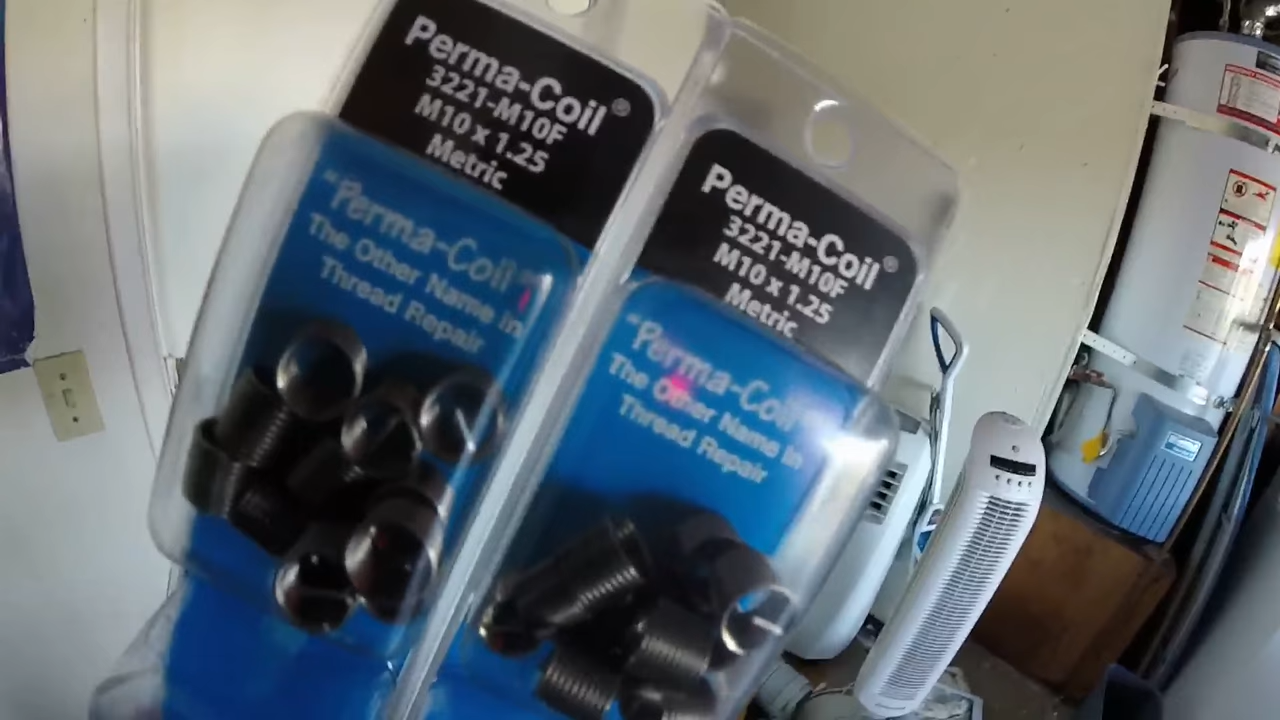 Perma-Coil®
3221-M10F
M10 x 1.25
Metric
"Perma-Coil"
The Other Name in
Thread Repair
Perma-Coil®
3221-M10F
M10 x 1.25
Metric
"Perma-Coil"
The Other Name in
Thread Repair